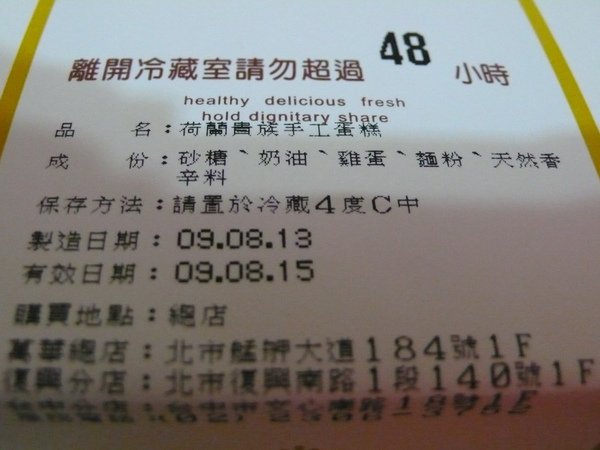 離開冷藏室請勿超過 48 小時
healthy delicious fresh
hold dignitary share
品 名：荷蘭貴族手工蛋糕
成 份：砂糖、奶油、雞蛋、麵粉、天然香
辛料
保存方法：請置於冷藏4度C中
製造日期：09.08.13
有效日期：09.08.15
購買地點：總店
萬華總店：北市艋舺大道184號1F
復興分店：北市復興南路1段140號1F